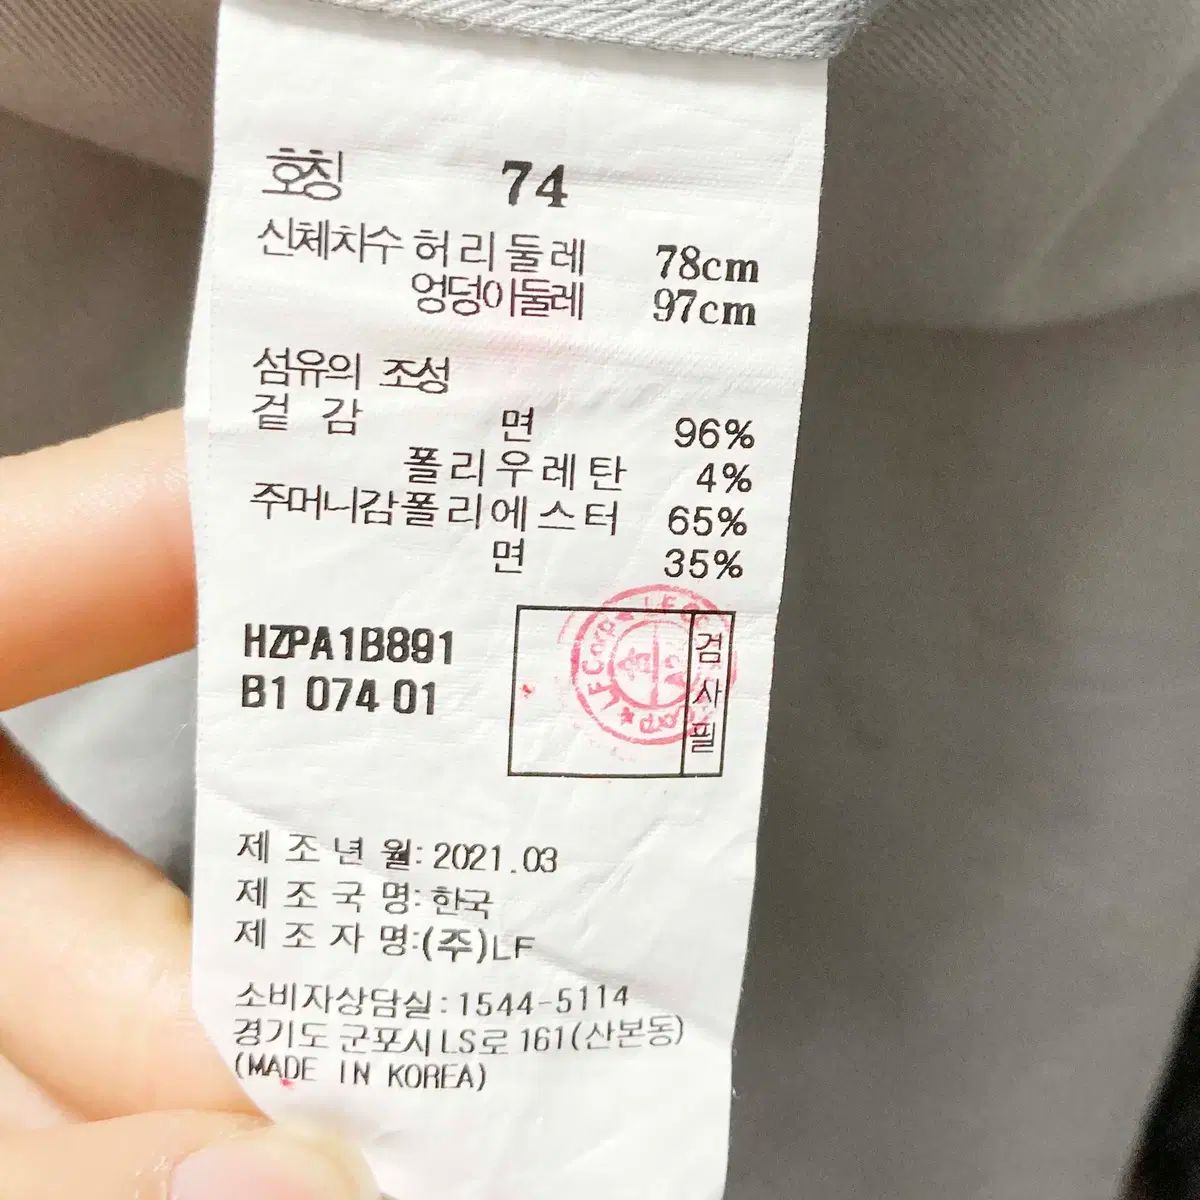 호칭 74
신체치수 허리둘레 78cm
엉덩이둘레 97cm
섬유의 조성
겉감 면 96%
폴리우레탄 4%
주머니감 폴리에스터 65%
면 35%
HZPA1B891
B1 074 01
검사필
제조년월: 2021.03
제조국명: 한국
제조자명: (주)LF
소비자상담실: 1544-5114
경기도 군포시 LS로 161(산본동)
(MADE IN KOREA)